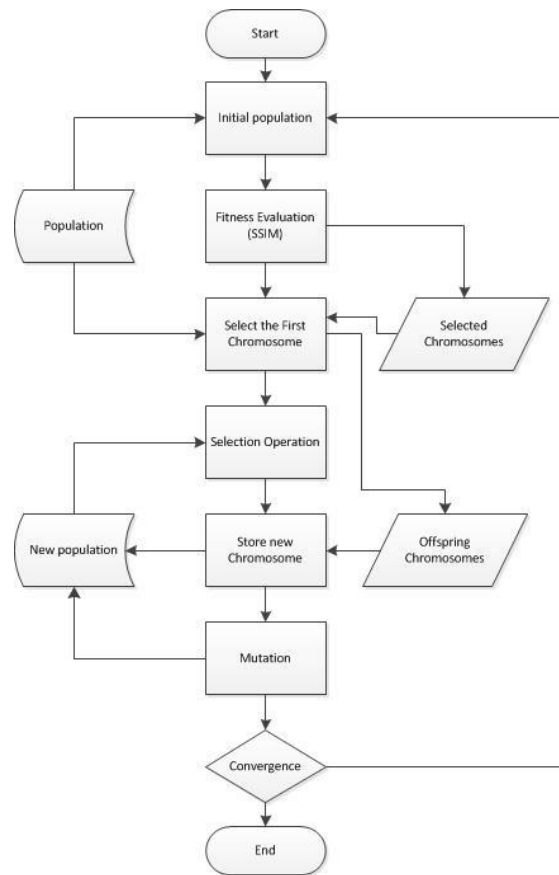 Start
Initial population
Population
Fitness Evaluation
(SSIM)
Select the First
Chromosome
Selected
Chromosomes
Selection Operation
New population
Store new
Chromosome
Offspring
Chromosomes
Mutation
Convergence
End